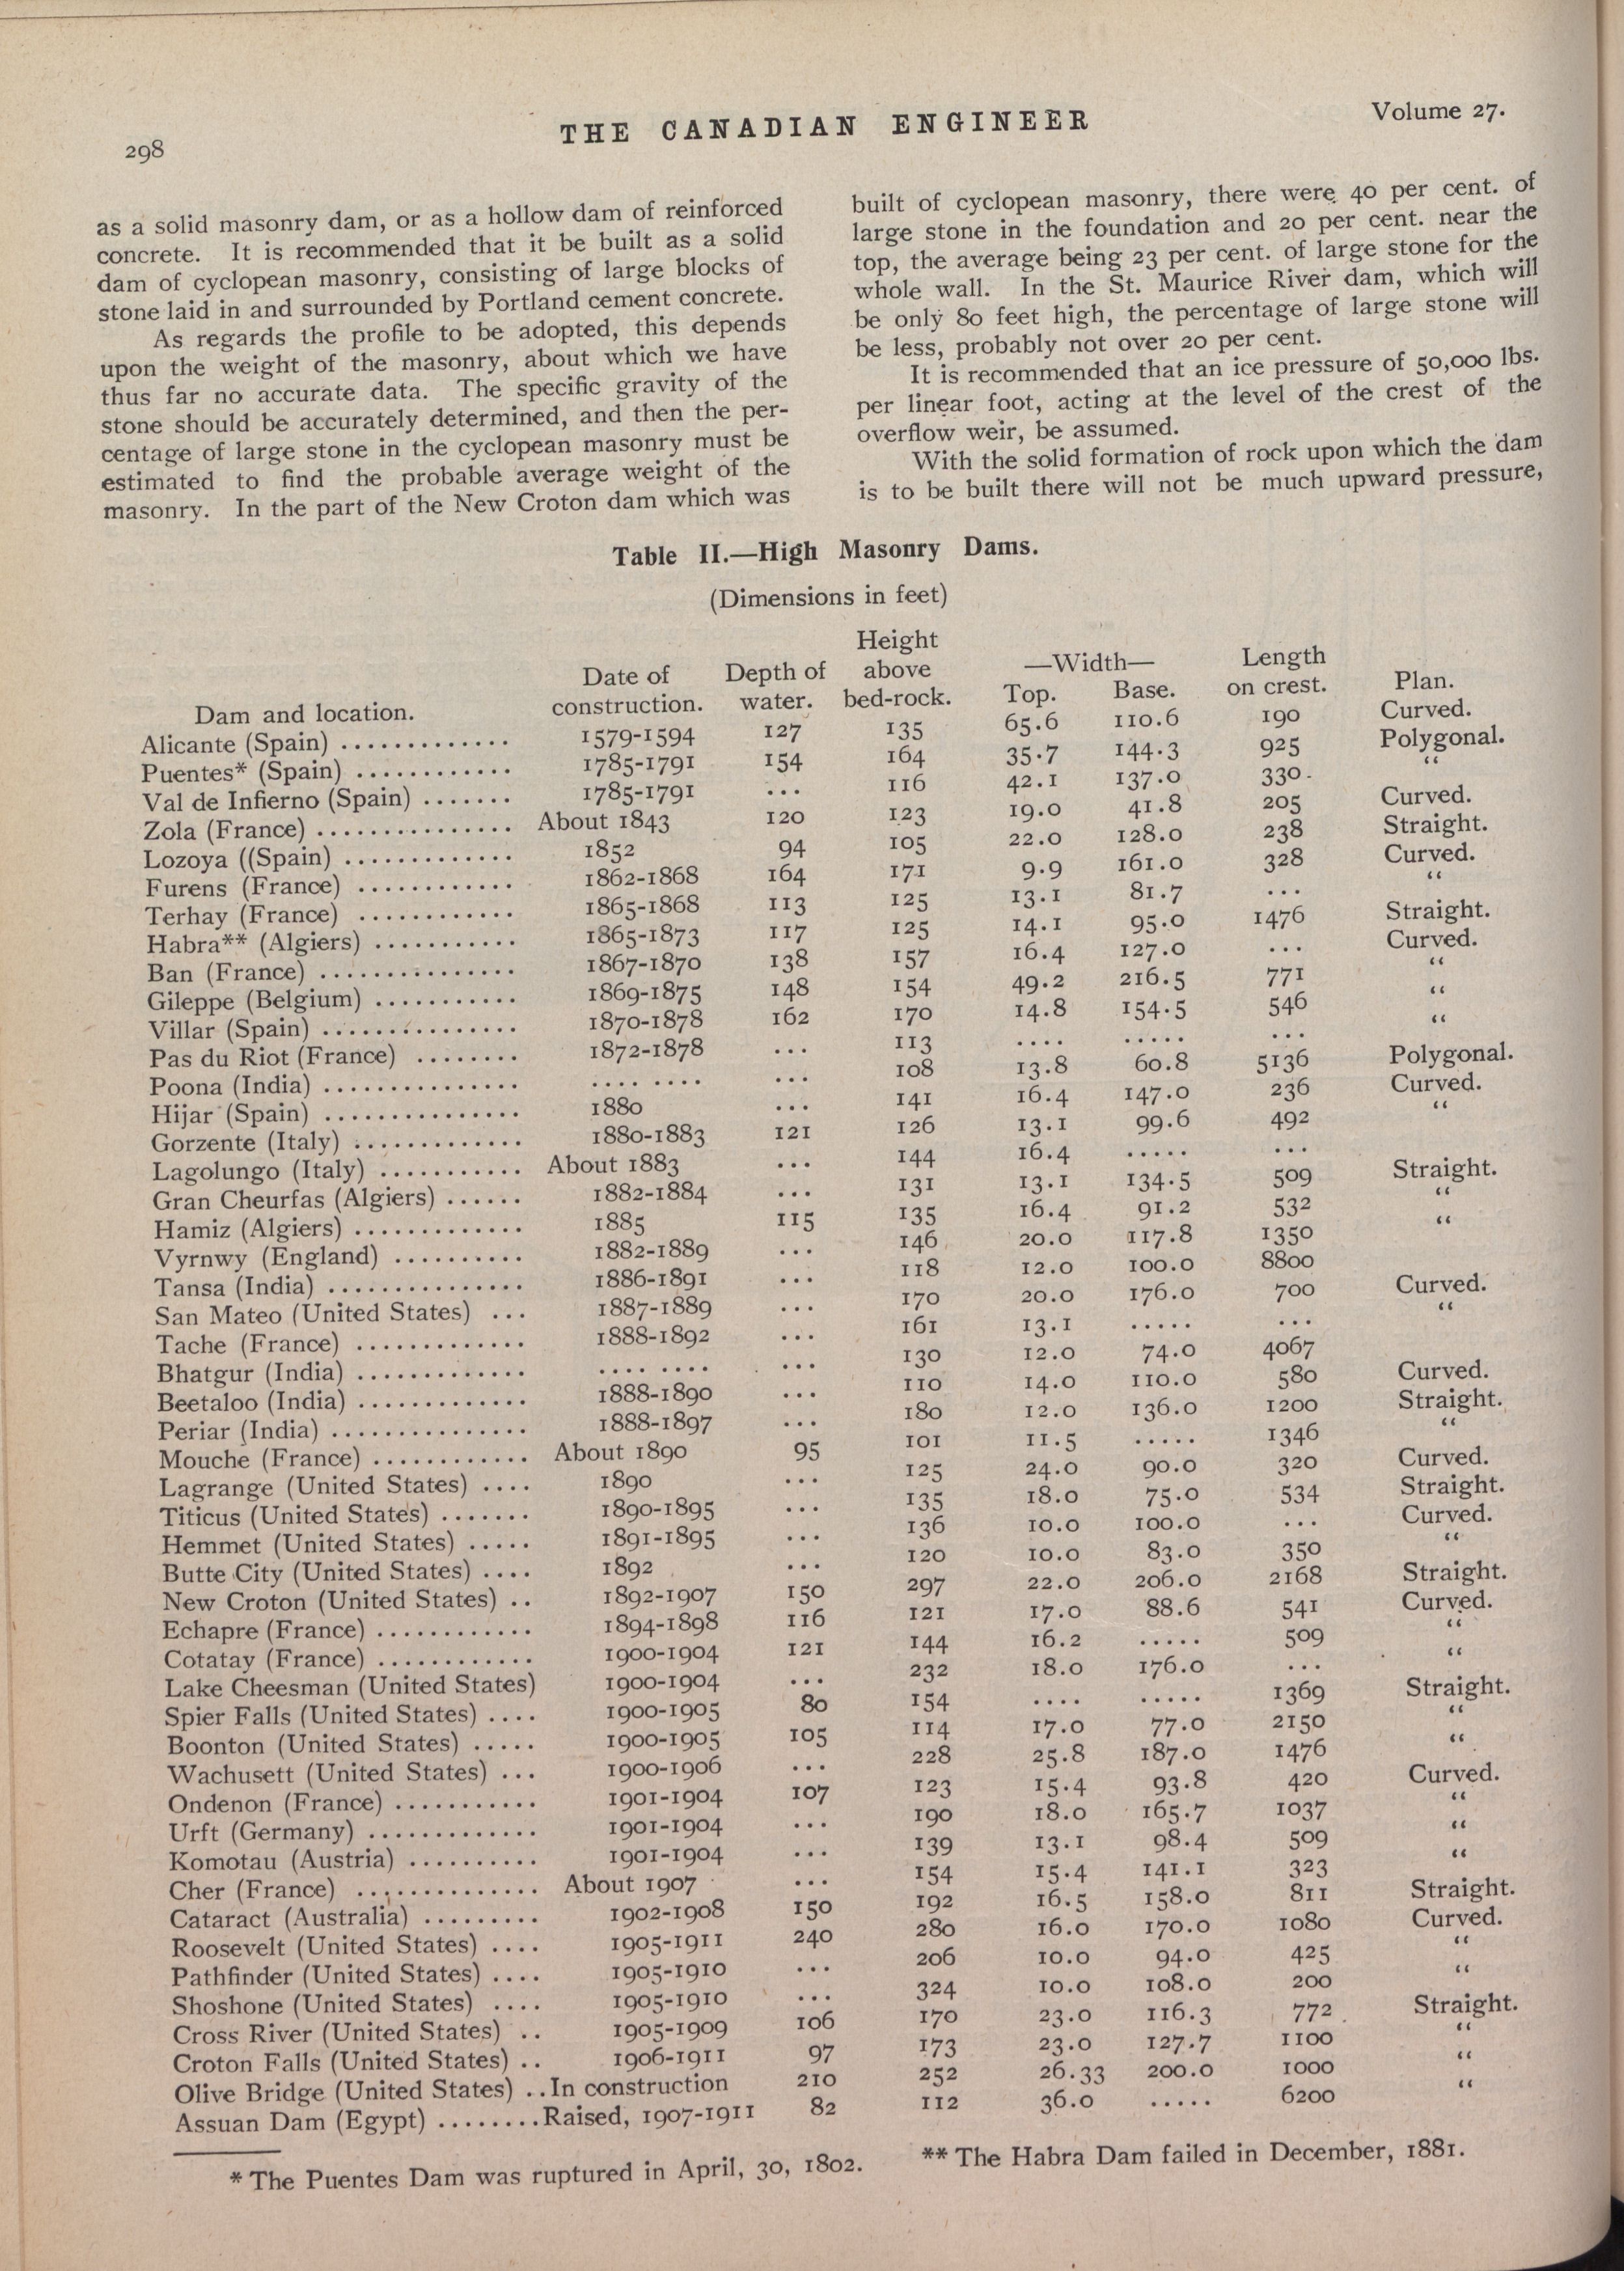 298
THE CANADIAN ENGINEER
Volume 27.
as a solid masonry dam, or as a hollow dam of reinforced
concrete. It is recommended that it be built as a solid
dam of cyclopean masonry, consisting of large blocks of
stone laid in and surrounded by Portland cement concrete.
As regards the profile to be adopted, this depends
upon the weight of the masonry, about which we have
thus far no accurate data. The specific gravity of the
stone should be accurately determined, and then the per-
centage of large stone in the cyclopean masonry must be
estimated to find the probable average weight of the
masonry. In the part of the New Croton dam which was
built of cyclopean masonry, there were 40 per cent. of
large stone in the foundation and 20 per cent. near the
top, the average being 23 per cent. of large stone for the
whole wall. In the St. Maurice River dam, which will
be only 80 feet high, the percentage of large stone will
be less, probably not over 20 per cent.
It is recommended that an ice pressure of 50,000 lbs.
per linear foot, acting at the level of the crest of the
overflow weir, be assumed.
With the solid formation of rock upon which the dam
is to be built there will not be much upward pressure,
Table II.—High Masonry Dams.
(Dimensions in feet)
Height
Date of Depth of above —Width— Length
Dam and location. construction. water. bed-rock. Top. Base. on crest. Plan.
Alicante (Spain) ............. 1579-1594 127 135 65.6 110.6 190 Curved.
Puentes* (Spain) ............ 1785-1791 154 164 35.7 144.3 925 Polygonal.
Val de Infierno (Spain) ....... 1785-1791 ... 116 42.1 137.0 330 "
Zola (France) ............... About 1843 120 123 19.0 41.8 205 Curved.
Lozoya ((Spain) ............. 1852 94 105 22.0 128.0 238 Straight.
Furens (France) ............ 1862-1868 164 171 9.9 161.0 328 Curved.
Terhay (France) ............ 1865-1868 113 125 13.1 81.7 ... "
Habra** (Algiers) ........... 1865-1873 117 125 14.1 95.0 1476 Straight.
Ban (France) ............... 1867-1870 138 157 16.4 127.0 ... Curved.
Gileppe (Belgium) ........... 1869-1875 148 154 49.2 216.5 771 "
Villar (Spain) ............... 1870-1878 162 170 14.8 154.5 546 "
Pas du Riot (France) ........ 1872-1878 ... 113 .... ..... ... "
Poona (India) ............... .... .... ... 108 13.8 60.8 5136 Polygonal.
Hijar (Spain) ............... 1880 ... 141 16.4 147.0 236 Curved.
Gorzente (Italy) ............. 1880-1883 121 126 13.1 99.6 492 "
Lagolungo (Italy) ........... About 1883 ... 144 16.4 ..... ...
Gran Cheurfas (Algiers) ...... 1882-1884 ... 131 13.1 134.5 509 Straight.
Hamiz (Algiers) ............. 1885 115 135 16.4 91.2 532 "
Vyrnwy (England) .......... 1882-1889 ... 146 20.0 117.8 1350 "
Tansa (India) ............... 1886-1891 ... 118 12.0 100.0 8800
San Mateo (United States) ... 1887-1889 ... 170 20.0 176.0 700 Curved.
Tache (France) ............. 1888-1892 ... 161 13.1 ..... ... "
Bhatgur (India) ............. .... .... ... 130 12.0 74.0 4067
Beetaloo (India) ............. 1888-1890 ... 110 14.0 110.0 580 Curved.
Periar (India) ............... 1888-1897 ... 180 12.0 136.0 1200 Straight.
Mouche (France) ............ About 1890 95 101 11.5 ..... 1346 "
Lagrange (United States) .... 1890 ... 125 24.0 90.0 320 Curved.
Titicus (United States) ....... 1890-1895 ... 135 18.0 75.0 534 Straight.
Hemmet (United States) ..... 1891-1895 ... 136 10.0 100.0 ... Curved.
Butte City (United States) .... 1892 ... 120 10.0 83.0 350 "
New Croton (United States) .. 1892-1907 150 297 22.0 206.0 2168 Straight.
Echapre (France) ............ 1894-1898 116 121 17.0 88.6 541 Curved.
Cotatay (France) ............ 1900-1904 121 144 16.2 ..... 509 "
Lake Cheesman (United States) 1900-1904 ... 232 18.0 176.0 ... "
Spier Falls (United States) .... 1900-1905 80 154 .... ..... 1369 Straight.
Boonton (United States) ..... 1900-1905 105 114 17.0 77.0 2150 "
Wachusett (United States) ... 1900-1906 ... 228 25.8 187.0 1476 "
Ondenon (France) ........... 1901-1904 107 123 15.4 93.8 420 Curved.
Urft (Germany) ............. 1901-1904 ... 190 18.0 165.7 1037 "
Komotau (Austria) .......... 1901-1904 ... 139 13.1 98.4 509 "
Cher (France) .............. About 1907 ... 154 15.4 141.1 323 "
Cataract (Australia) ......... 1902-1908 150 192 16.5 158.0 811 Straight.
Roosevelt (United States) .... 1905-1911 240 280 16.0 170.0 1080 Curved.
Pathfinder (United States) .... 1905-1910 ... 206 10.0 94.0 425 "
Shoshone (United States) .... 1905-1910 ... 324 10.0 108.0 200 "
Cross River (United States) .. 1905-1909 106 170 23.0 116.3 772 Straight.
Croton Falls (United States) .. 1906-1911 97 173 23.0 127.7 1100 "
Olive Bridge (United States) ..In construction 210 252 26.33 200.0 1000 "
Assuan Dam (Egypt) ........Raised, 1907-1911 82 112 36.0 ..... 6200 "
* The Puentes Dam was ruptured in April, 30, 1802.
** The Habra Dam failed in December, 1881.